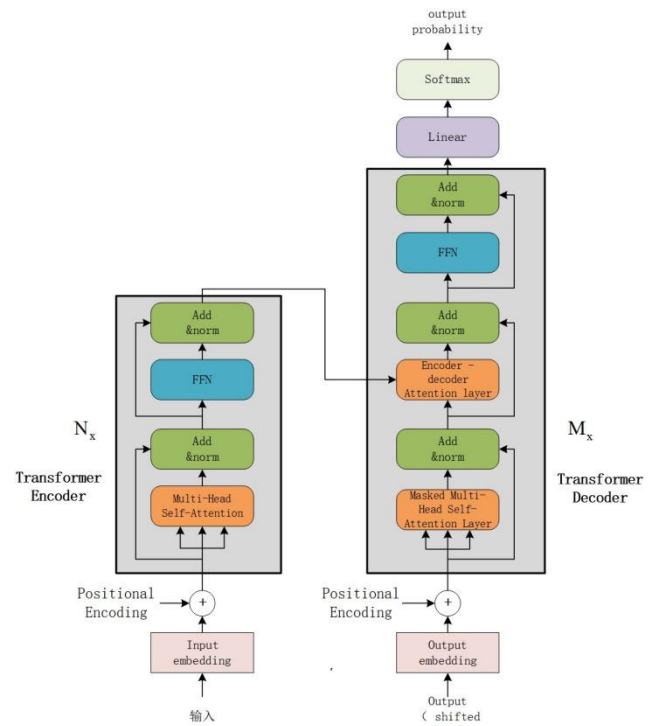 output
probability
Softmax
Linear
Add
&norm
FFN
Add
&norm
Encoder -
decoder
Attention layer
Add
&norm
Masked Multi-
Head Self-
Attention Layer
M x
Transformer
Decoder
Add
&norm
FFN
Add
&norm
Multi-Head
Self-Attention
N x
Transformer
Encoder
Positional
Encoding
+
Input
embedding
输入
Positional
Encoding
+
Output
embedding
Output
( shifted